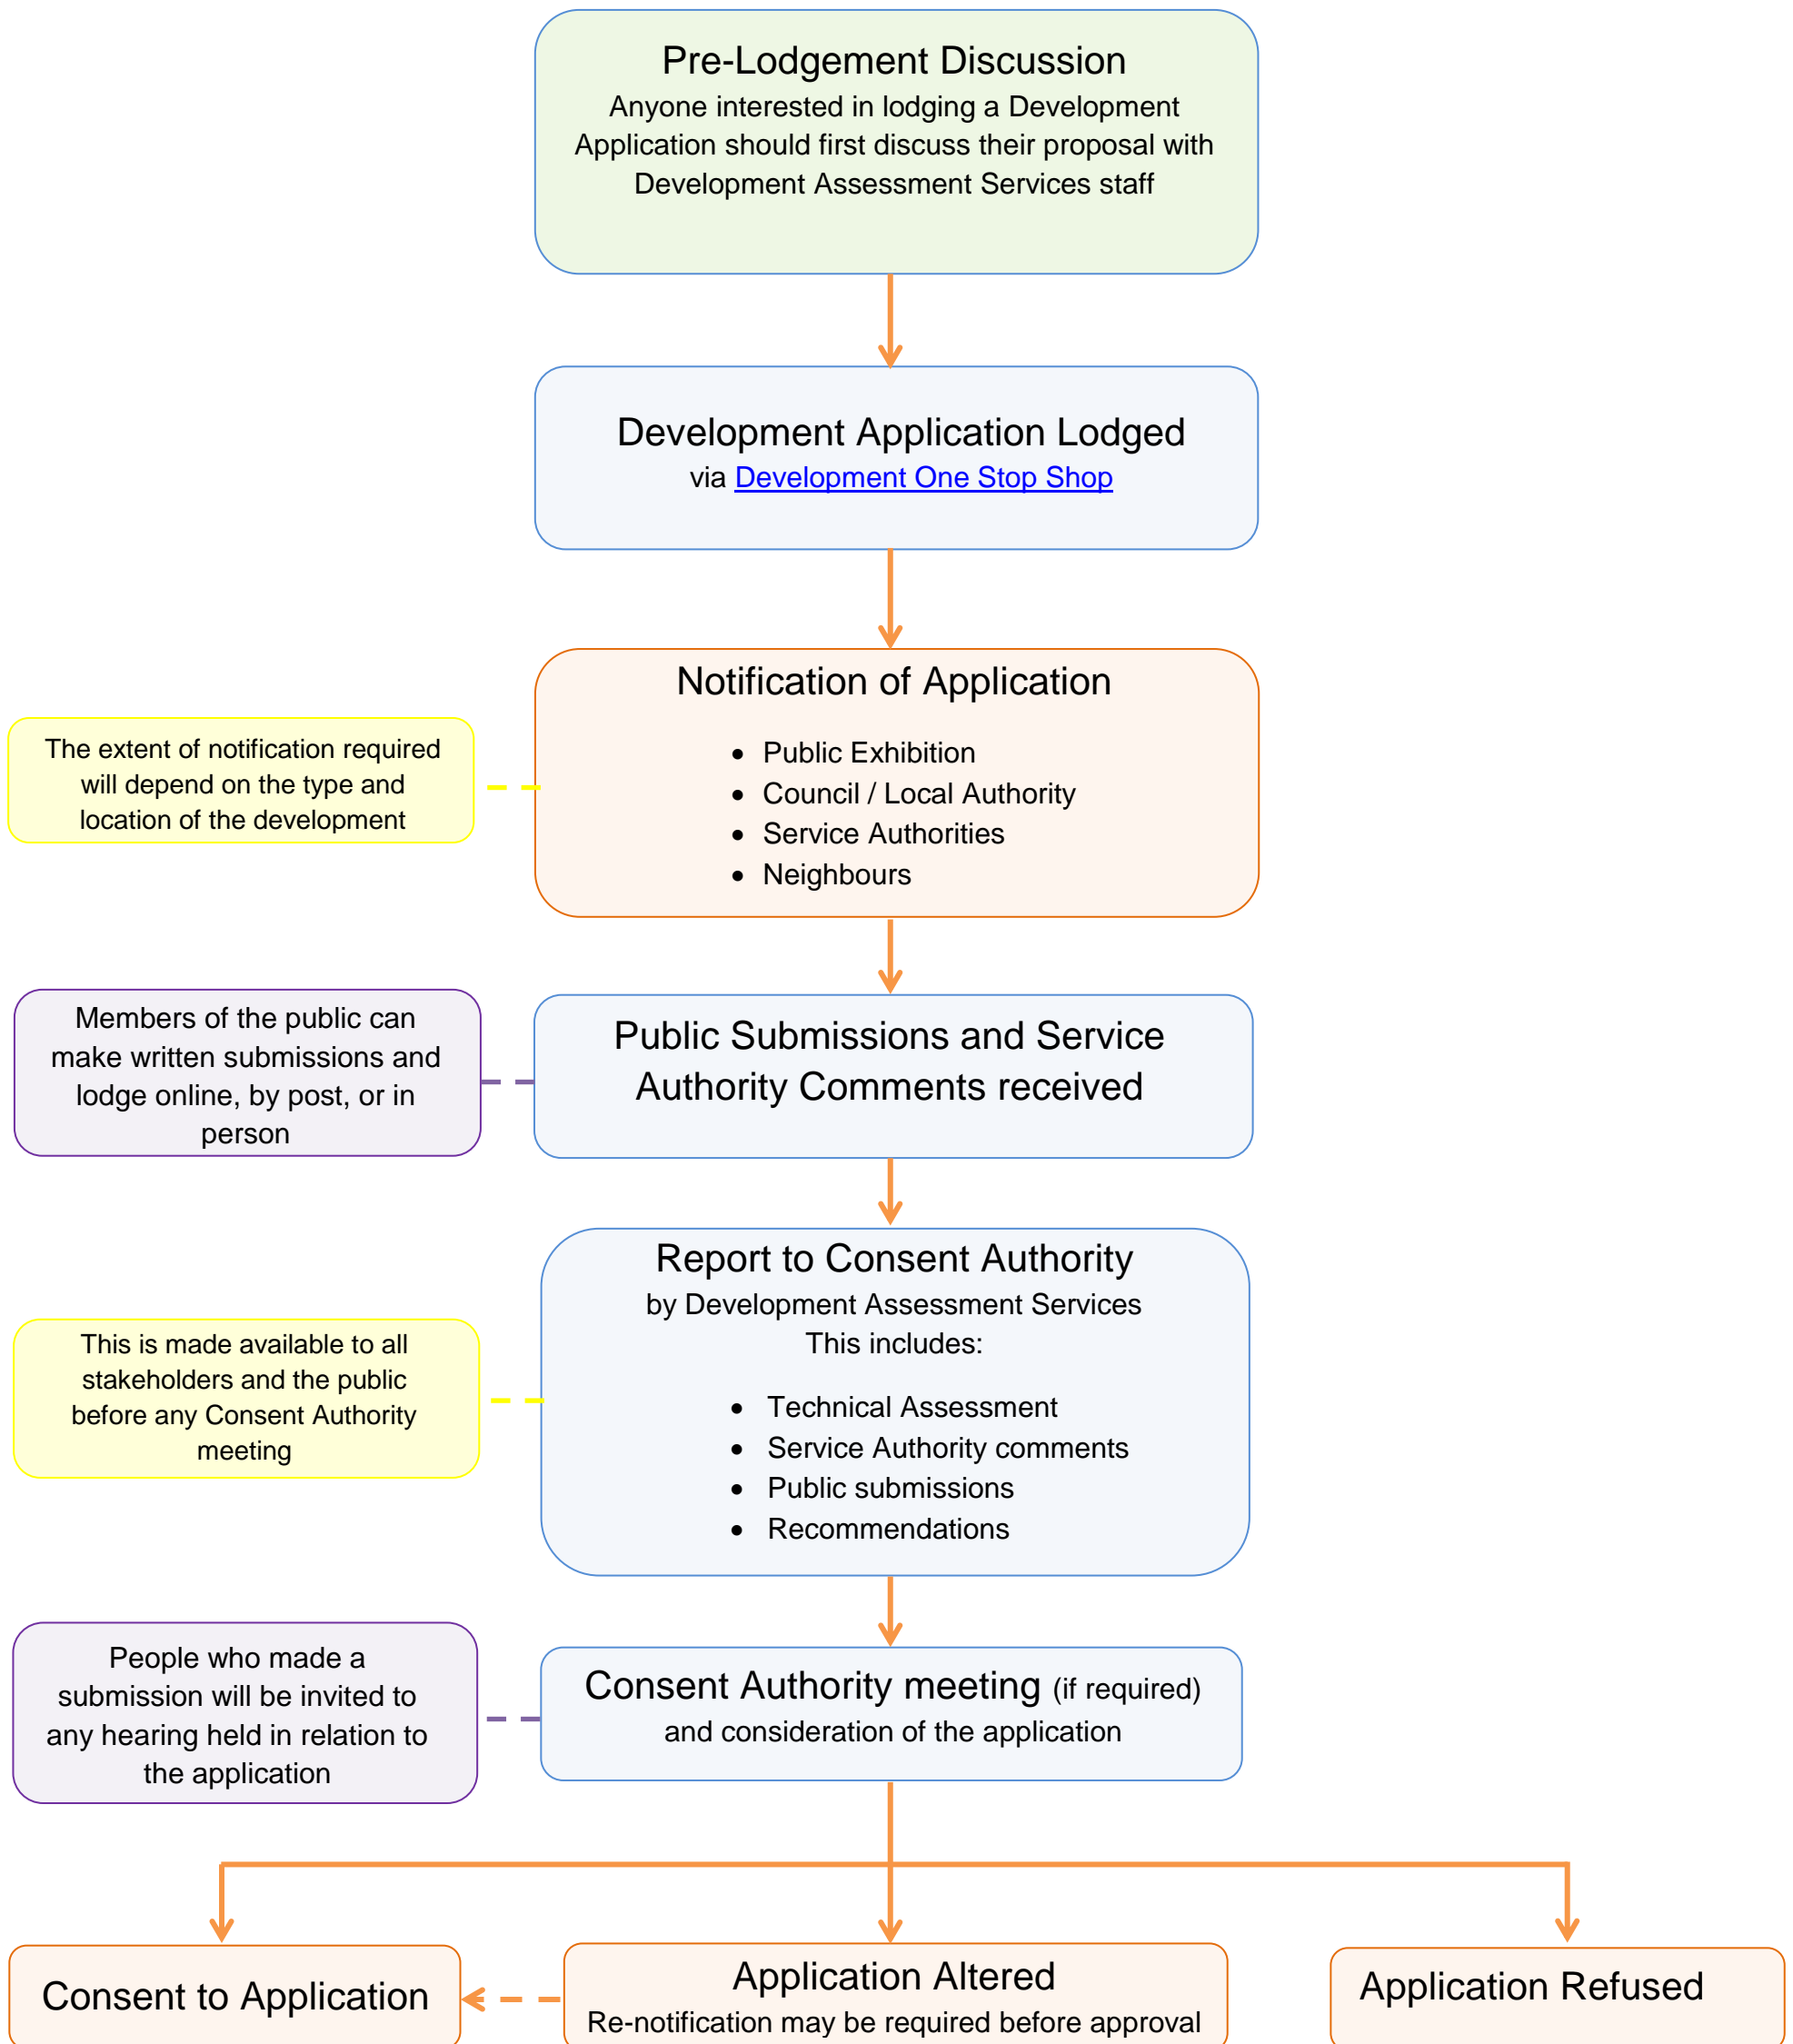 Pre-Lodgement Discussion
Anyone interested in lodging a Development
Application should first discuss their proposal with
Development Assessment Services staff
Development Application Lodged
via Development One Stop Shop
Notification of Application
• Public Exhibition
• Council / Local Authority
• Service Authorities
• Neighbours
The extent of notification required
will depend on the type and
location of the development
Public Submissions and Service
Authority Comments received
Members of the public can
make written submissions and
lodge online, by post, or in
person
Report to Consent Authority
by Development Assessment Services
This includes:
• Technical Assessment
• Service Authority comments
• Public submissions
• Recommendations
This is made available to all
stakeholders and the public
before any Consent Authority
meeting
Consent Authority meeting (if required)
and consideration of the application
People who made a
submission will be invited to
any hearing held in relation to
the application
Consent to Application
Application Altered
Re-notification may be required before approval
Application Refused